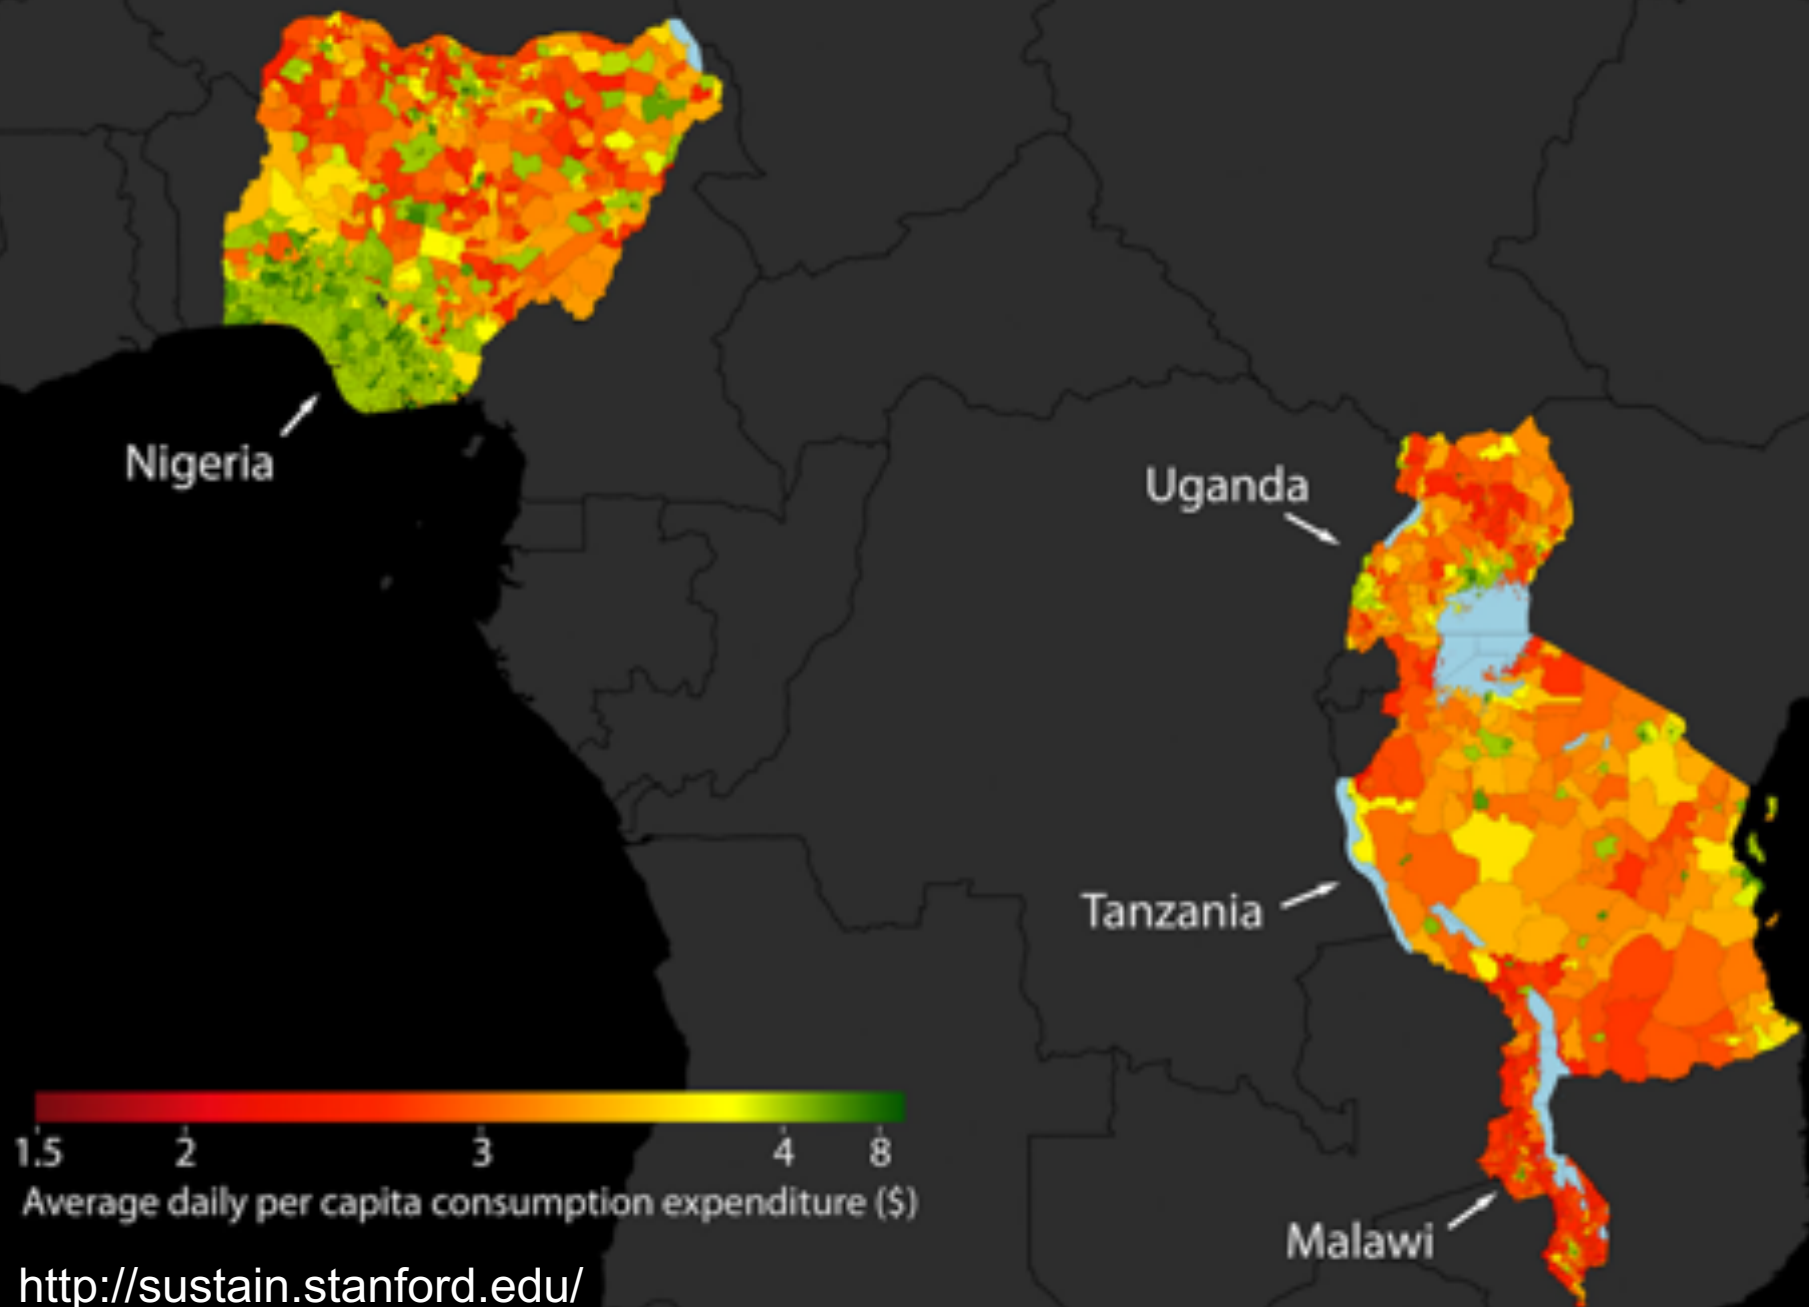 Nigeria
Uganda
Tanzania
1.5 2 3 4 8
Average daily per capita consumption expenditure ($)
Malawi
http://sustain.stanford.edu/